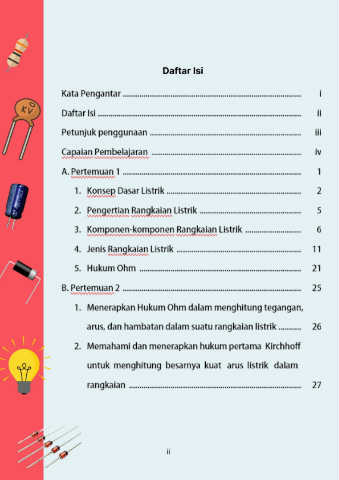 Daftar Isi
Kata Pengantar ........................................ i
Daftar Isi ........................................ ii
Petunjuk penggunaan ........................................ iii
Capaian Pembelajaran ........................................ iv
A. Pertemuan 1 ........................................ 1
1. Konsep Dasar Listrik ........................................ 2
2. Pengertian Rangkaian Listrik ........................................ 5
3. Komponen-komponen Rangkaian Listrik ........................ 6
4. Jenis Rangkaian Listrik ........................................ 11
5. Hukum Ohm ........................................ 21
B. Pertemuan 2 ........................................ 25
1. Menerapkan Hukum Ohm dalam menghitung tegangan,
arus, dan hambatan dalam suatu rangkaian listrik ........... 26
2. Memahami dan menerapkan hukum pertama Kirchhoff
untuk menghitung besarnya kuat arus listrik dalam
rangkaian ........................................ 27
ii
KV